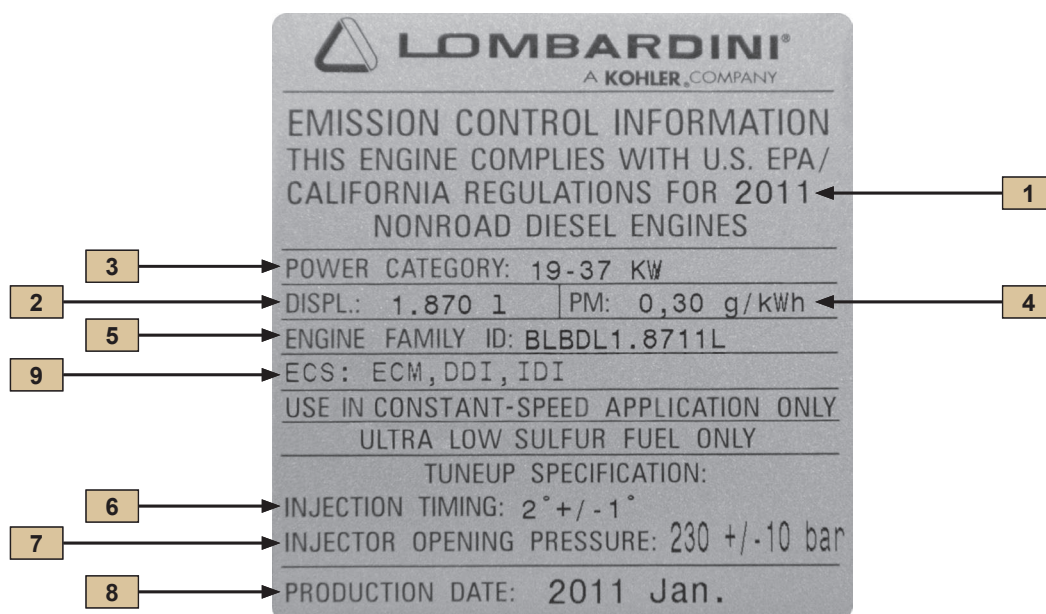 LOMBARDINI®
A KOHLER® COMPANY
EMISSION CONTROL INFORMATION
THIS ENGINE COMPLIES WITH U.S. EPA/
CALIFORNIA REGULATIONS FOR 2011
1
NONROAD DIESEL ENGINES
3
POWER CATEGORY: 19-37 KW
2
DISPL.: 1.870 l PM: 0,30 g/kWh
4
5
ENGINE FAMILY ID: BLBDL1.8711L
9
ECS: ECM,DDI,IDI
USE IN CONSTANT-SPEED APPLICATION ONLY
ULTRA LOW SULFUR FUEL ONLY
TUNEUP SPECIFICATION:
6
INJECTION TIMING: 2°+/-1°
7
INJECTOR OPENING PRESSURE: 230 +/-10 bar
8
PRODUCTION DATE: 2011 Jan.